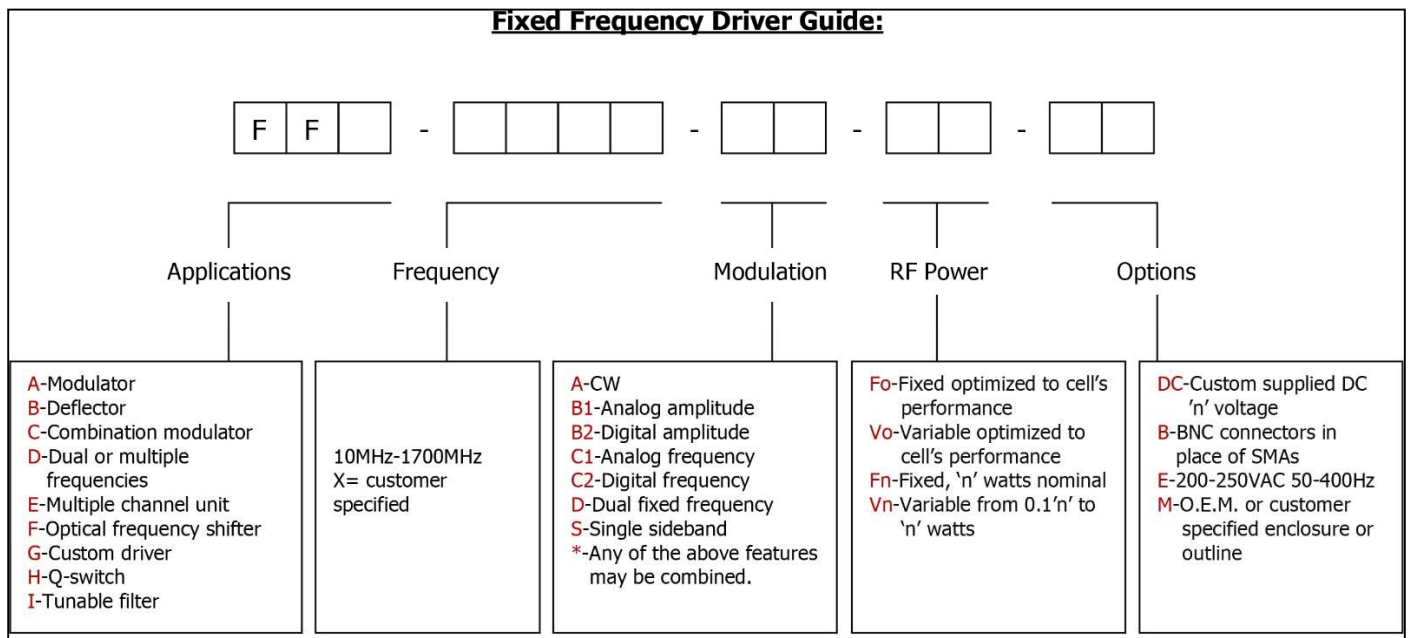 Fixed Frequency Driver Guide:
F F - - - -
Applications
Frequency
Modulation
RF Power
Options
A-Modulator
B-Deflector
C-Combination modulator
D-Dual or multiple
frequencies
E-Multiple channel unit
F-Optical frequency shifter
G-Custom driver
H-Q-switch
I-Tunable filter
10MHz-1700MHz
X= customer
specified
A-CW
B1-Analog amplitude
B2-Digital amplitude
C1-Analog frequency
C2-Digital frequency
D-Dual fixed frequency
S-Single sideband
*-Any of the above features
may be combined.
Fo-Fixed optimized to cell's
performance
Vo-Variable optimized to
cell's performance
Fn-Fixed, 'n' watts nominal
Vn-Variable from 0.1'n' to
'n' watts
DC-Custom supplied DC
'n' voltage
B-BNC connectors in
place of SMAs
E-200-250VAC 50-400Hz
M-O.E.M. or customer
specified enclosure or
outline